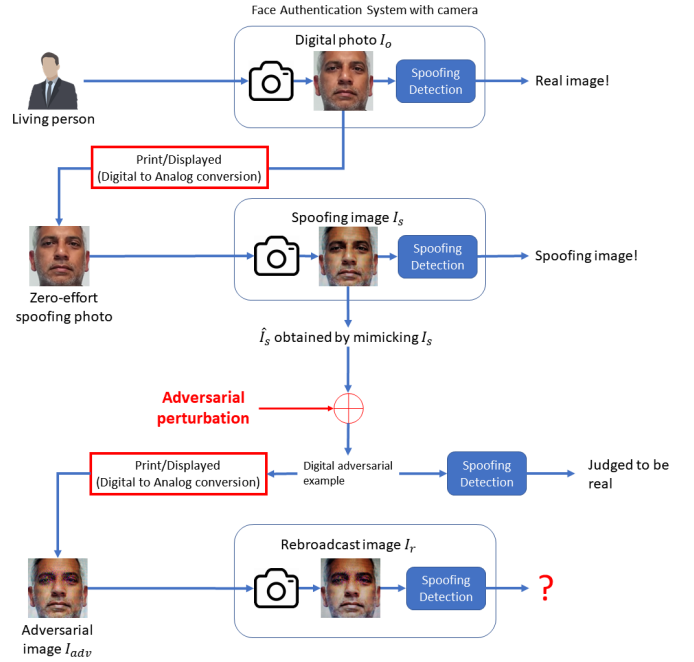 Face Authentication System with camera
Digital photo I_o
Spoofing
Detection
Real image!
Living person
Print/Displayed
(Digital to Analog conversion)
Spoofing image I_s
Spoofing
Detection
Spoofing image!
Zero-effort
spoofing photo
Î_s obtained by mimicking I_s
Adversarial
perturbation
Print/Displayed
(Digital to Analog conversion)
Digital adversarial
example
Spoofing
Detection
Judged to be
real
Rebroadcast image I_r
Spoofing
Detection
?
Adversarial
image I_adv